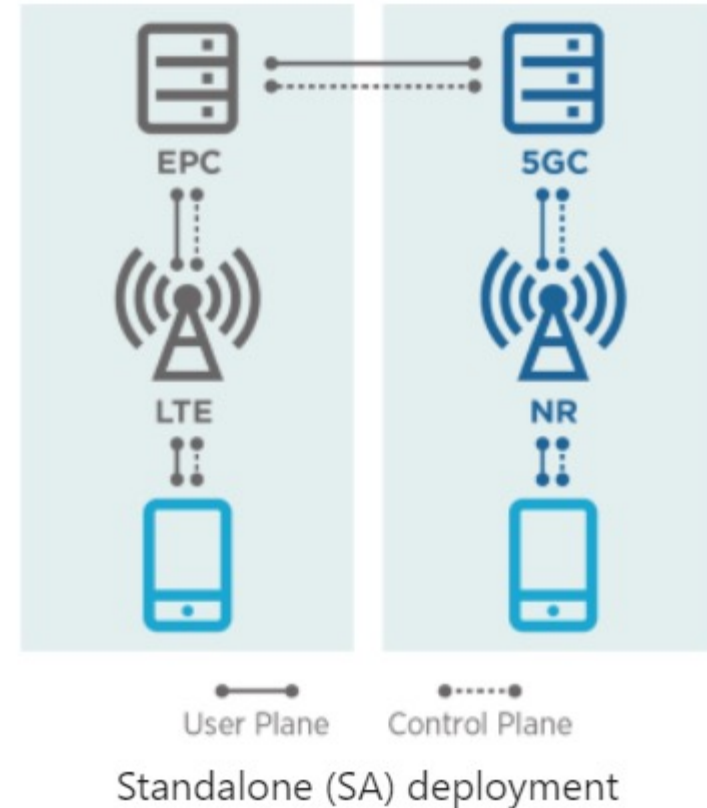 EPC
5GC
LTE
NR
User Plane
Control Plane
Standalone (SA) deployment